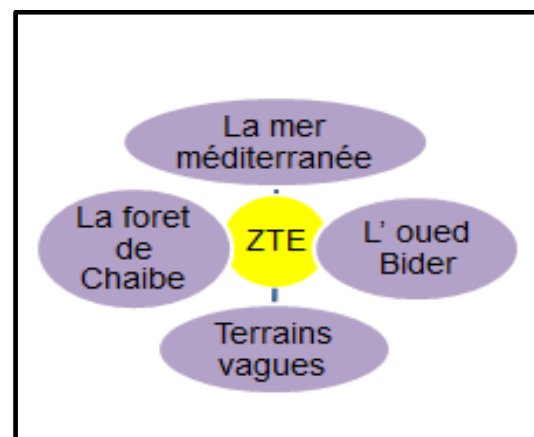 La mer
méditerranée
La foret
de
Chaibe
ZTE
L' oued
Bider
Terrains
vagues